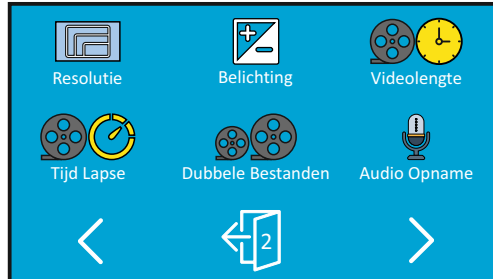 Resolutie
Belichting
Videolengte
Tijd Lapse
Dubbele Bestanden
Audio Opname
2